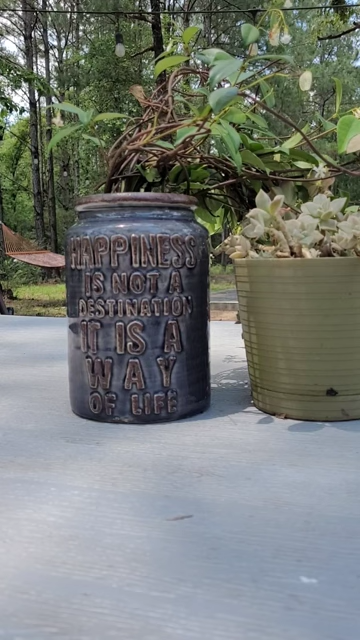 HAPPINESS
IS NOT A
DESTINATION
IT IS A
WAY
OF LIFE